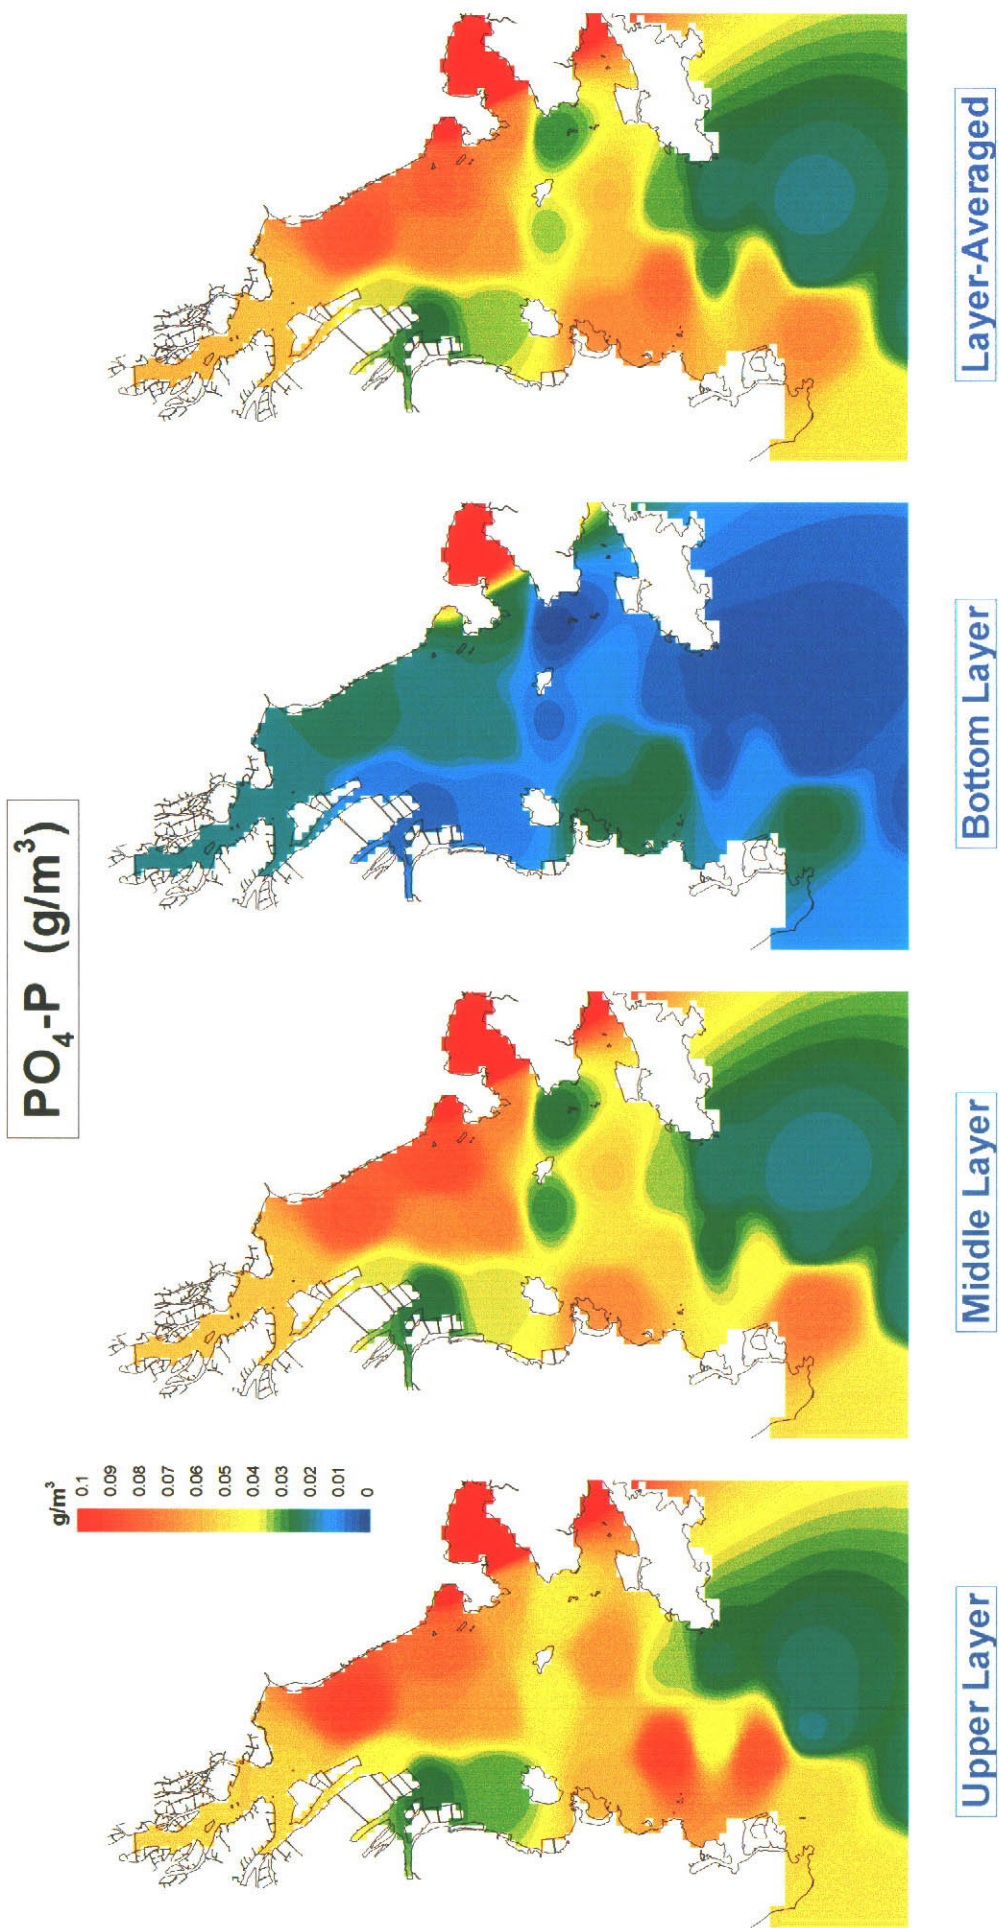 PO₄-P (g/m³)
g/m³
0.1
0.09
0.08
0.07
0.06
0.05
0.04
0.03
0.02
0.01
0
Upper Layer
Middle Layer
Bottom Layer
Layer-Averaged